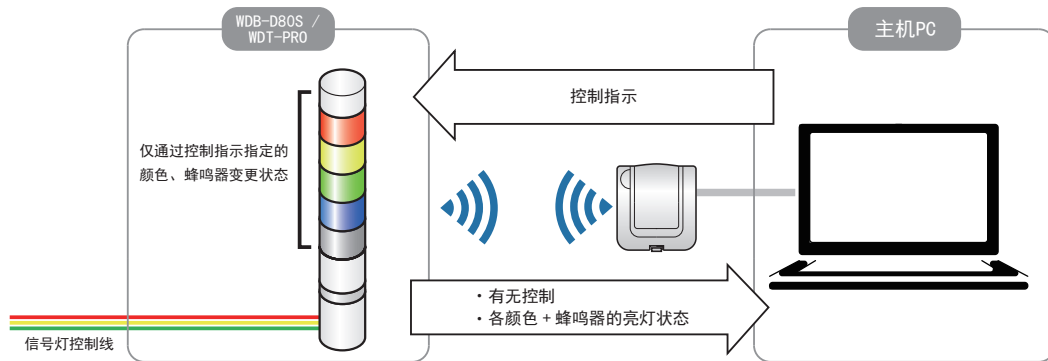 WDB-D80S /
WDT-PRO
主机PC
控制指示
仅通过控制指示指定的
颜色、蜂鸣器变更状态
・有无控制
・各颜色 + 蜂鸣器的亮灯状态
信号灯控制线